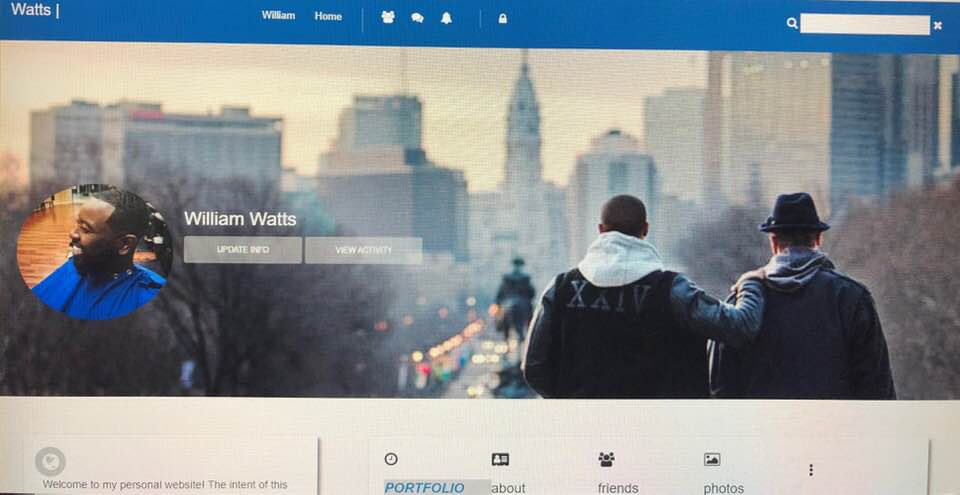 Watts |
William Home
William Watts
UPDATE INFO VIEW ACTIVITY
XXIV
Welcome to my personal website! The intent of this
PORTFOLIO about friends photos